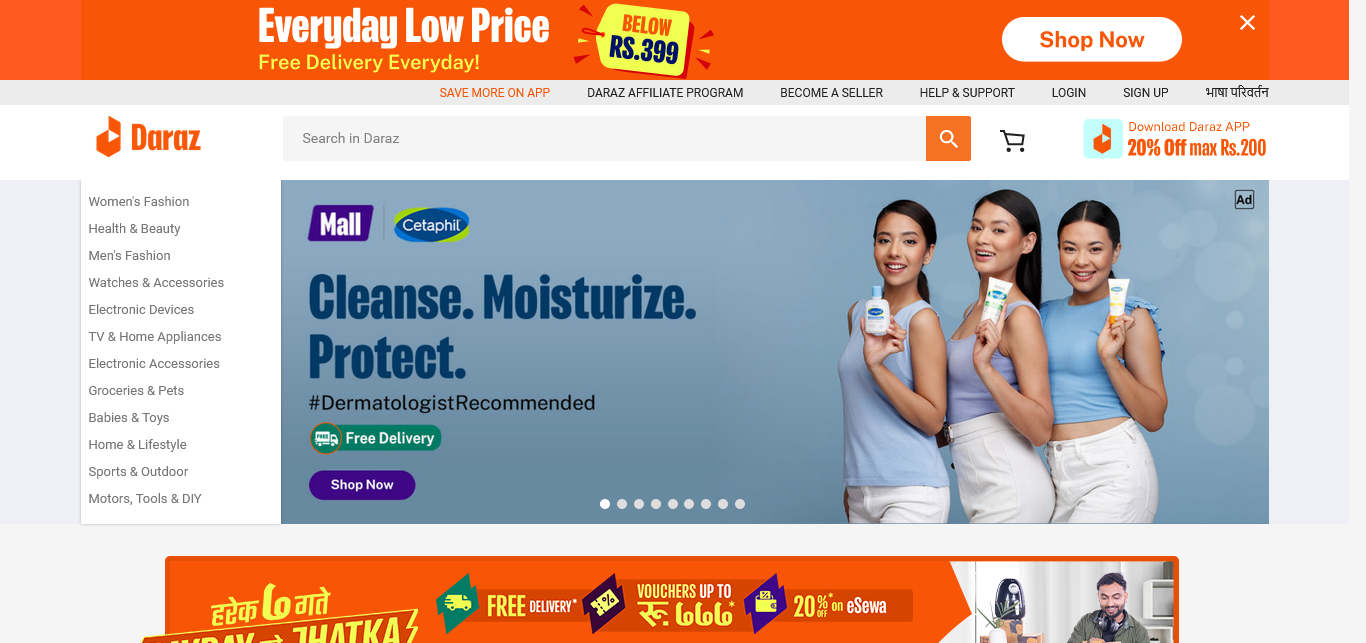 Everyday Low Price
Free Delivery Everyday!
BELOW
RS.399
Shop Now
SAVE MORE ON APP
DARAZ AFFILIATE PROGRAM
BECOME A SELLER
HELP & SUPPORT
LOGIN
SIGN UP
भाषा परिवर्तन
Daraz
Search in Daraz
Download Daraz APP
20% Off max Rs.200
Women's Fashion
Health & Beauty
Men's Fashion
Watches & Accessories
Electronic Devices
TV & Home Appliances
Electronic Accessories
Groceries & Pets
Babies & Toys
Home & Lifestyle
Sports & Outdoor
Motors, Tools & DIY
Ad
Mall
Cetaphil
Cleanse. Moisturize.
Protect.
#DermatologistRecommended
FREE
Free Delivery
Shop Now
हरेक ७ गते
JHATKA
FREE DELIVERY*
VOUCHERS UP TO
रू. ७७७*
20% OFF* on eSewa